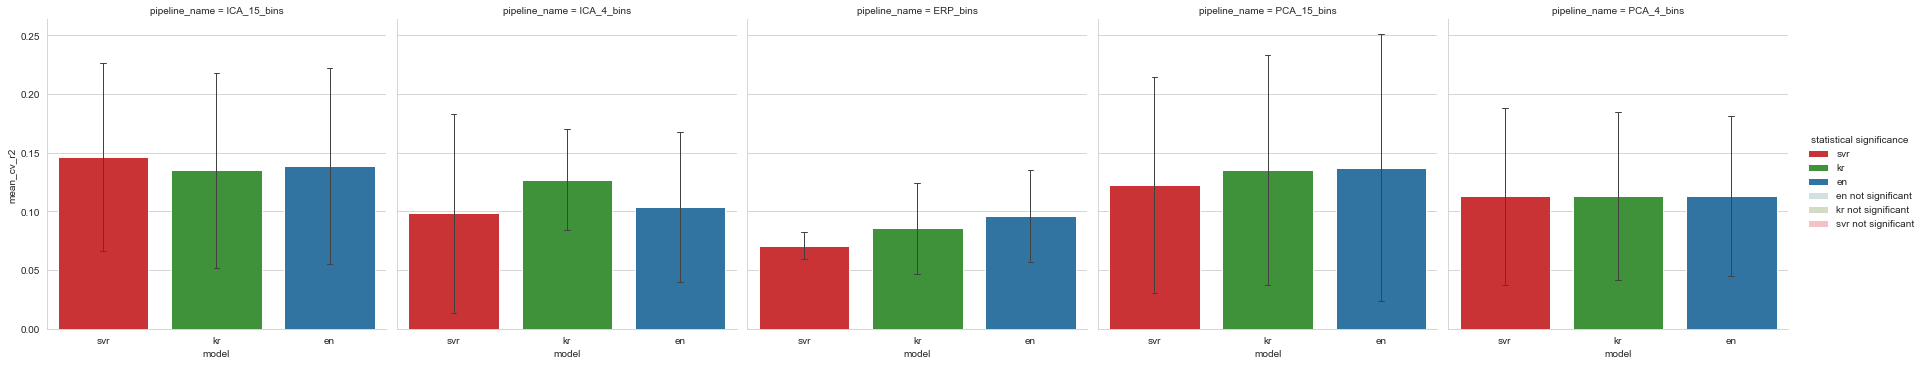 pipeline_name = ICA_15_bins
pipeline_name = ICA_4_bins
pipeline_name = ERP_bins
pipeline_name = PCA_15_bins
pipeline_name = PCA_4_bins
mean_cv_r2
0.25
0.20
0.15
0.10
0.05
0.00
svr kr en
model
svr kr en
model
svr kr en
model
svr kr en
model
svr kr en
model
statistical significance
svr
kr
en
en not significant
kr not significant
svr not significant